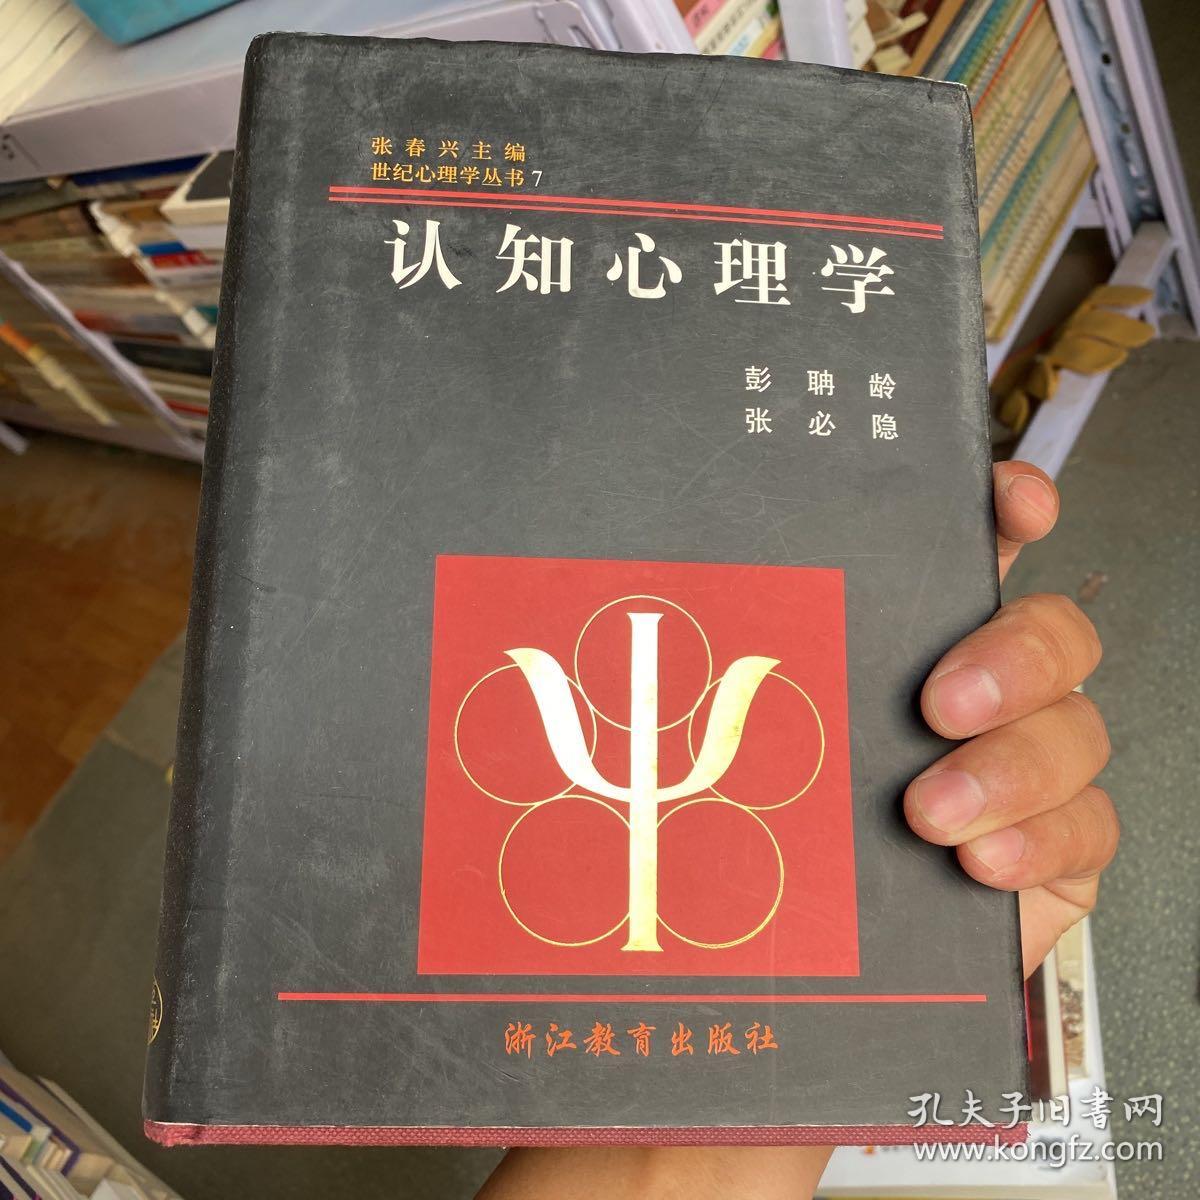 张春兴主编
世纪心理学丛书 7
认知心理学
彭聃龄
张必隐
浙江教育出版社
孔夫子旧書网
www.kongfz.com